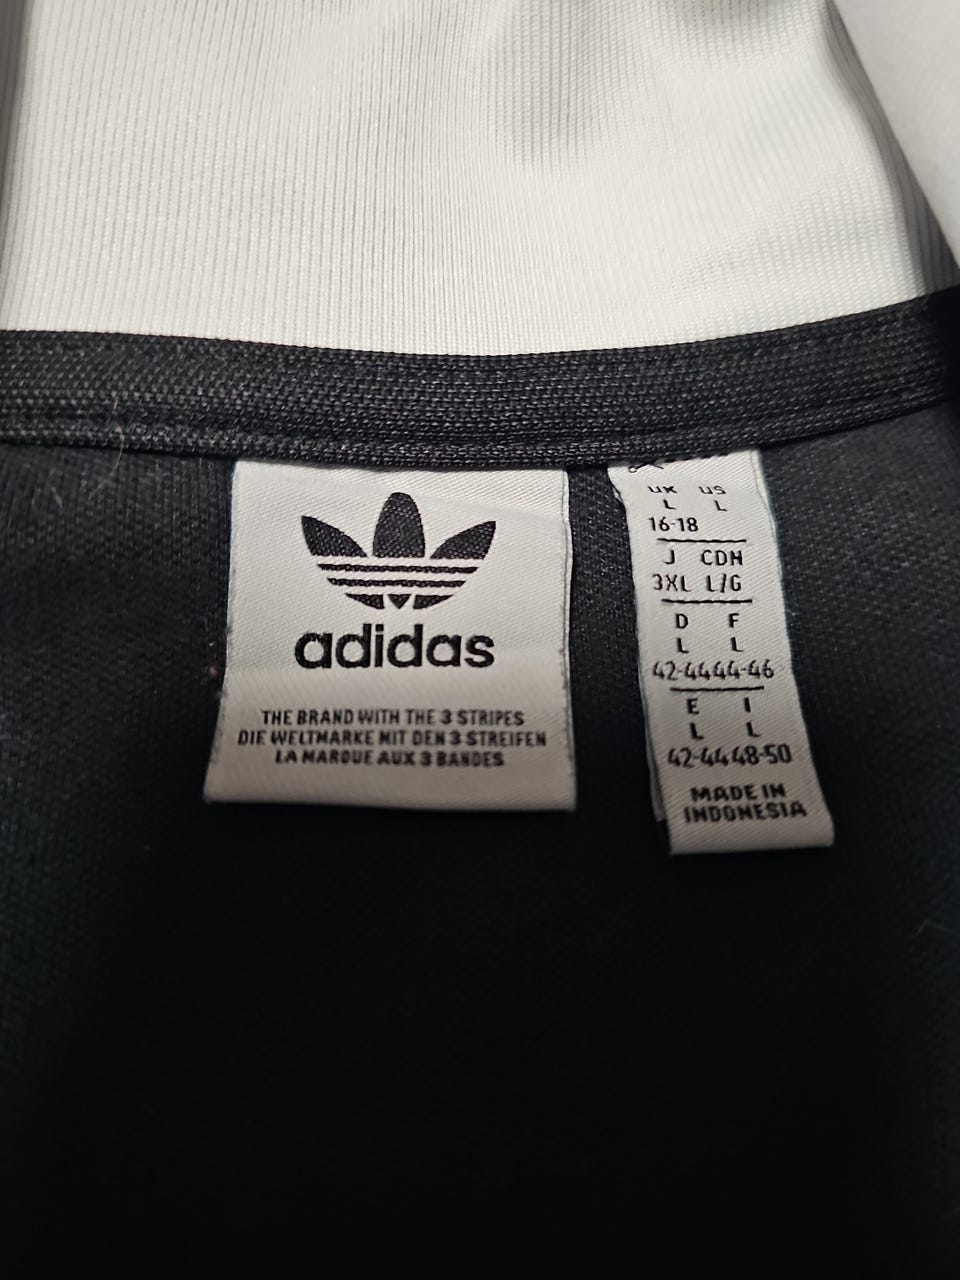 adidas
THE BRAND WITH THE 3 STRIPES
DIE WELTMARKE MIT DEN 3 STREIFEN
LA MARQUE AUX 3 BANDES
UK US
L L
16-18
J CDN
3XL L/G
D F
L L
42-44 44-46
E I
L L
42-44 48-50
MADE IN
INDONESIA